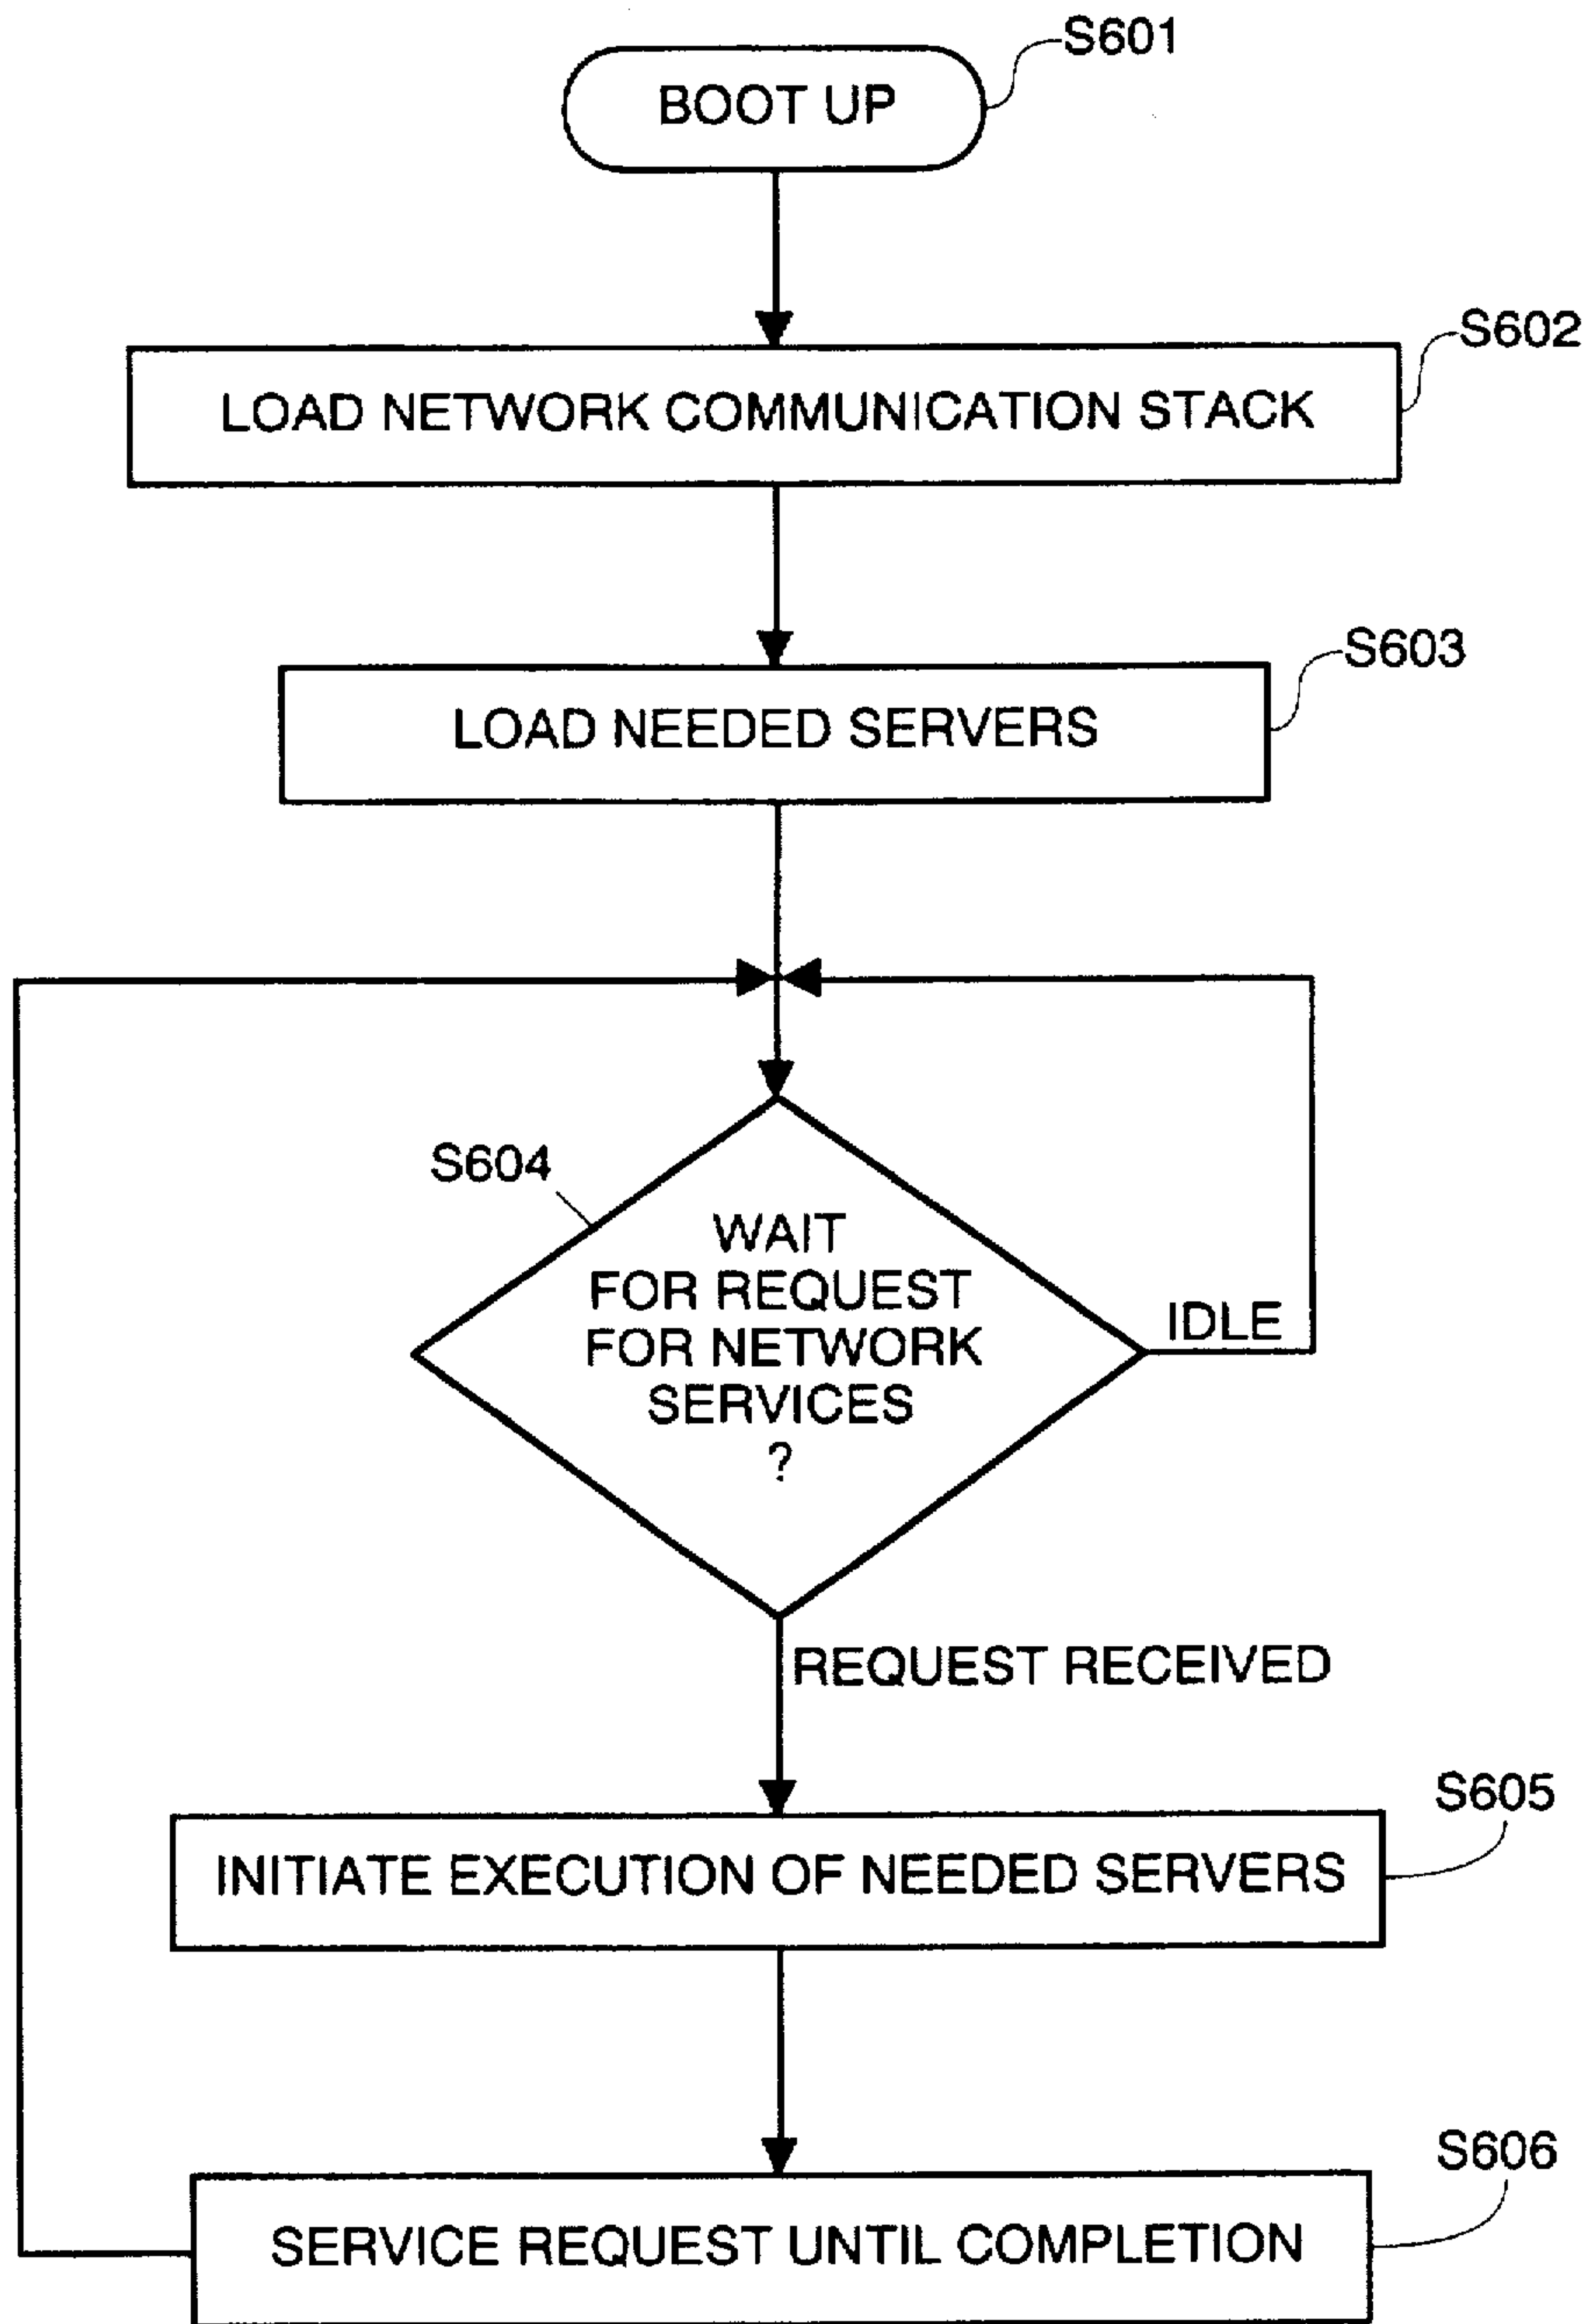 S601
BOOT UP
S602
LOAD NETWORK COMMUNICATION STACK
S603
LOAD NEEDED SERVERS
S604
WAIT
FOR REQUEST
FOR NETWORK
SERVICES
?
IDLE
REQUEST RECEIVED
S605
INITIATE EXECUTION OF NEEDED SERVERS
S606
SERVICE REQUEST UNTIL COMPLETION